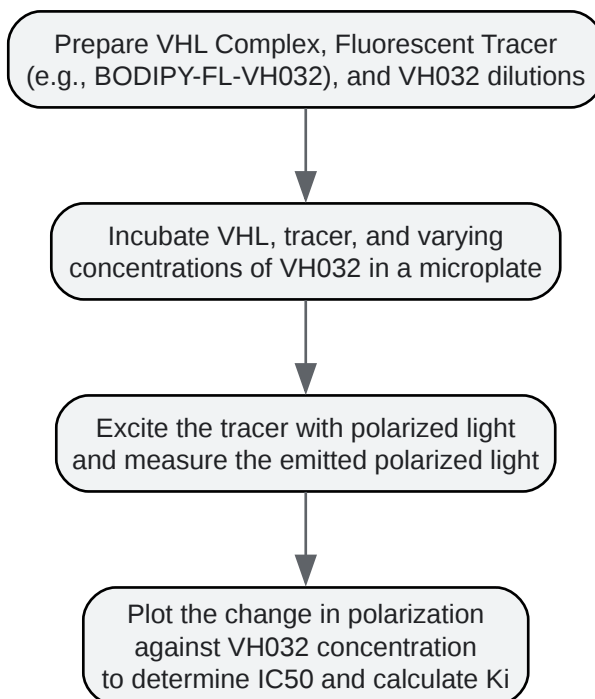 Prepare VHL Complex, Fluorescent Tracer
(e.g., BODIPY-FL-VH032), and VH032 dilutions
Incubate VHL, tracer, and varying
concentrations of VH032 in a microplate
Excite the tracer with polarized light
and measure the emitted polarized light
Plot the change in polarization
against VH032 concentration
to determine IC50 and calculate Ki